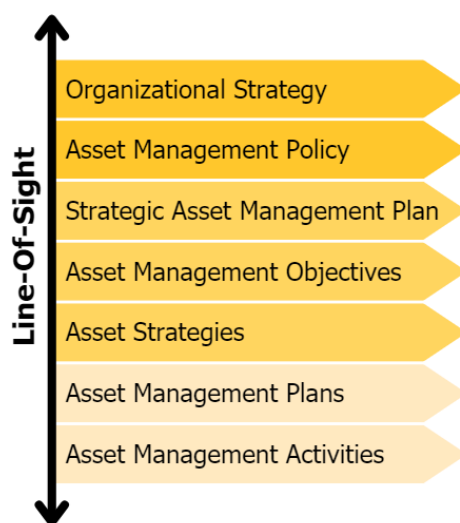 Line-Of-Sight
Organizational Strategy
Asset Management Policy
Strategic Asset Management Plan
Asset Management Objectives
Asset Strategies
Asset Management Plans
Asset Management Activities